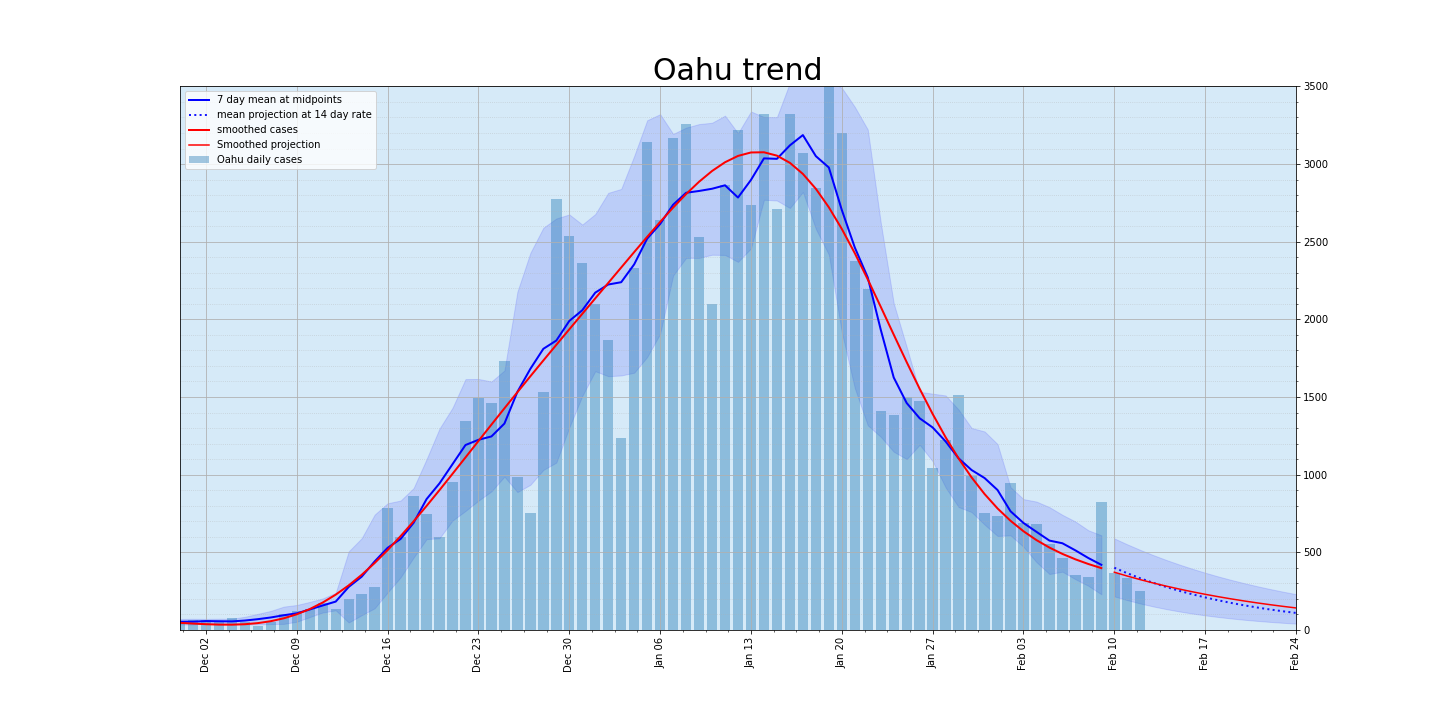 Oahu trend
7 day mean at midpoints
mean projection at 14 day rate
smoothed cases
Smoothed projection
Oahu daily cases
3500
3000
2500
2000
1500
1000
500
0
Dec 02
Dec 09
Dec 16
Dec 23
Dec 30
Jan 06
Jan 13
Jan 20
Jan 27
Feb 03
Feb 10
Feb 17
Feb 24